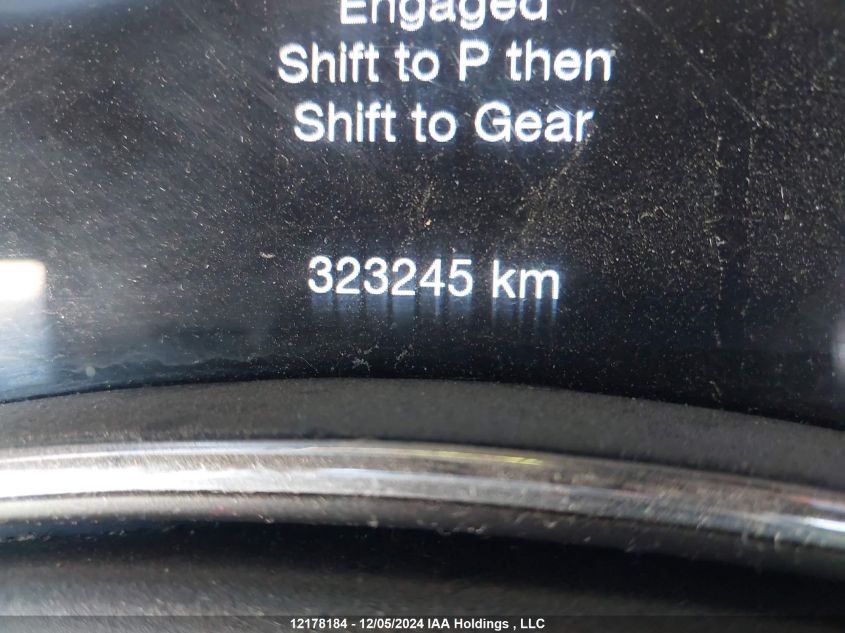 Engaged
Shift to P then
Shift to Gear
323245 km
12178184 - 12/05/2024 IAA Holdings , LLC